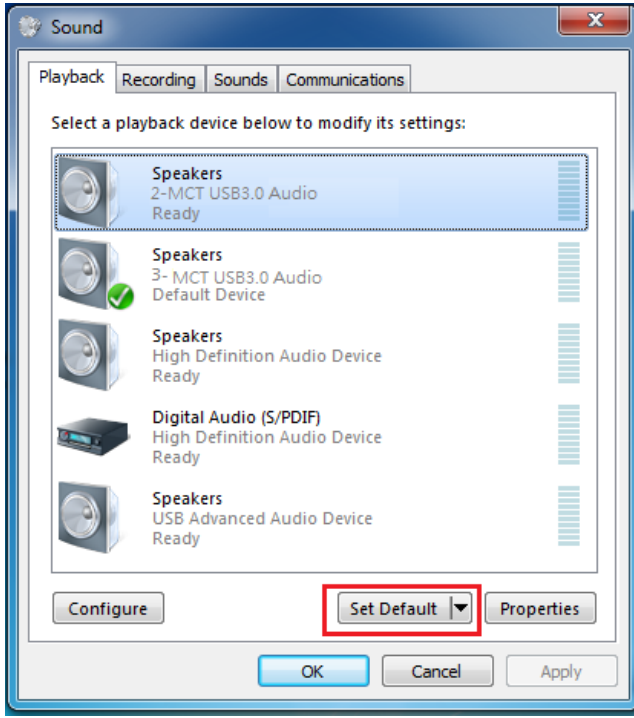 Sound
Playback Recording Sounds Communications
Select a playback device below to modify its settings:
Speakers
2-MCT USB3.0 Audio
Ready
Speakers
3- MCT USB3.0 Audio
Default Device
Speakers
High Definition Audio Device
Ready
Digital Audio (S/PDIF)
High Definition Audio Device
Ready
Speakers
USB Advanced Audio Device
Ready
Configure Set Default Properties
OK Cancel Apply